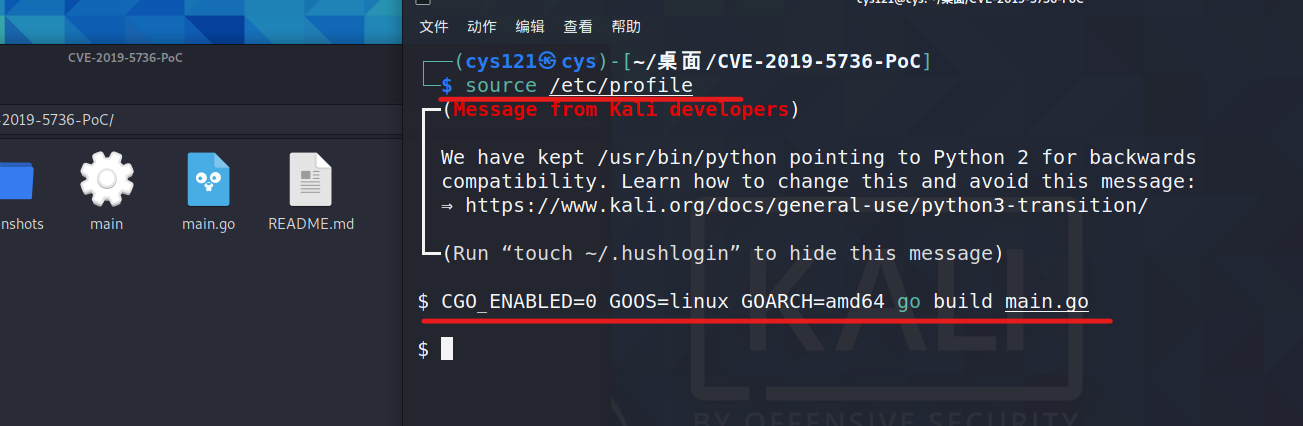 cys121@cys: ~/桌面/CVE-2019-5736-PoC
文件 动作 编辑 查看 帮助
CVE-2019-5736-PoC
-2019-5736-PoC/
nshots
main
main.go
README.md
(cys121㉿cys)-[~/桌面/CVE-2019-5736-PoC]
$ source /etc/profile
(Message from Kali developers)
We have kept /usr/bin/python pointing to Python 2 for backwards
compatibility. Learn how to change this and avoid this message:
⇒ https://www.kali.org/docs/general-use/python3-transition/
(Run “touch ~/.hushlogin” to hide this message)
$ CGO_ENABLED=0 GOOS=linux GOARCH=amd64 go build main.go
$
KALI
BY OFFENSIVE SECURITY